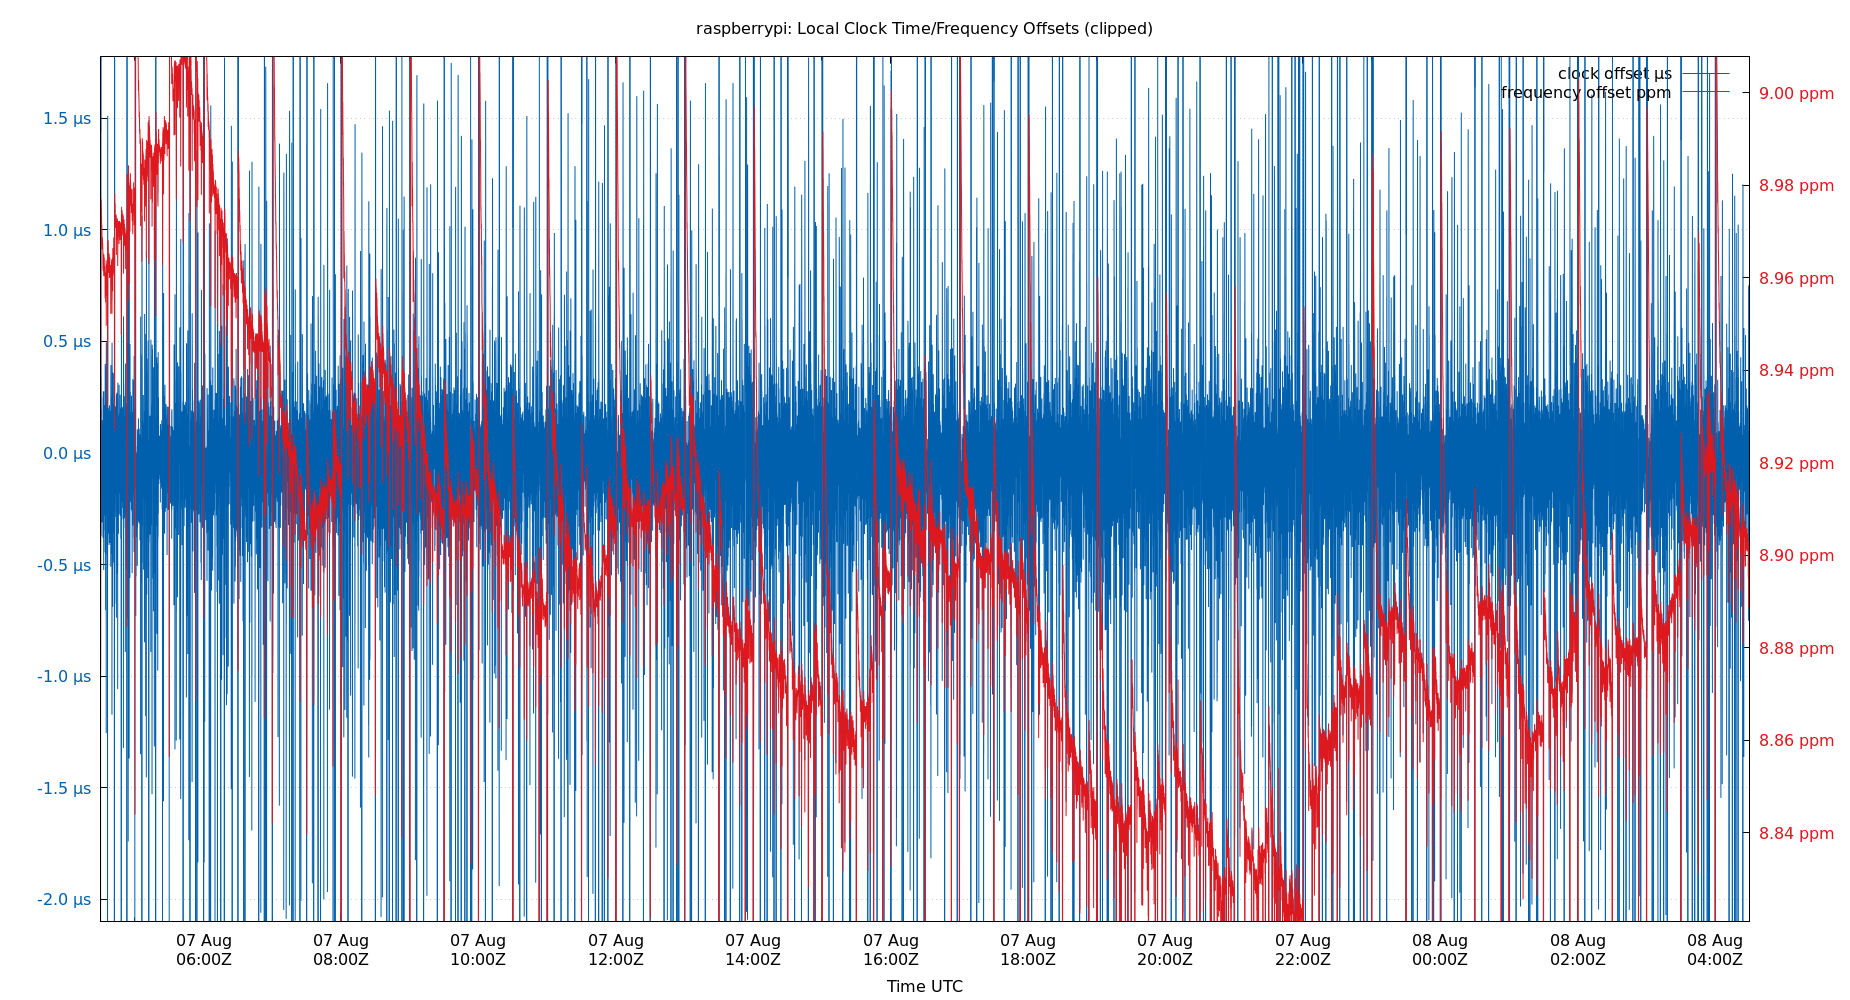 raspberrypi: Local Clock Time/Frequency Offsets (clipped)
clock offset µs
frequency offset ppm
1.5 µs
1.0 µs
0.5 µs
0.0 µs
-0.5 µs
-1.0 µs
-1.5 µs
-2.0 µs
9.00 ppm
8.98 ppm
8.96 ppm
8.94 ppm
8.92 ppm
8.90 ppm
8.88 ppm
8.86 ppm
8.84 ppm
07 Aug 07 Aug 07 Aug 07 Aug 07 Aug 07 Aug 07 Aug 07 Aug 07 Aug 08 Aug 08 Aug 08 Aug
06:00Z 08:00Z 10:00Z 12:00Z 14:00Z 16:00Z 18:00Z 20:00Z 22:00Z 00:00Z 02:00Z 04:00Z
Time UTC